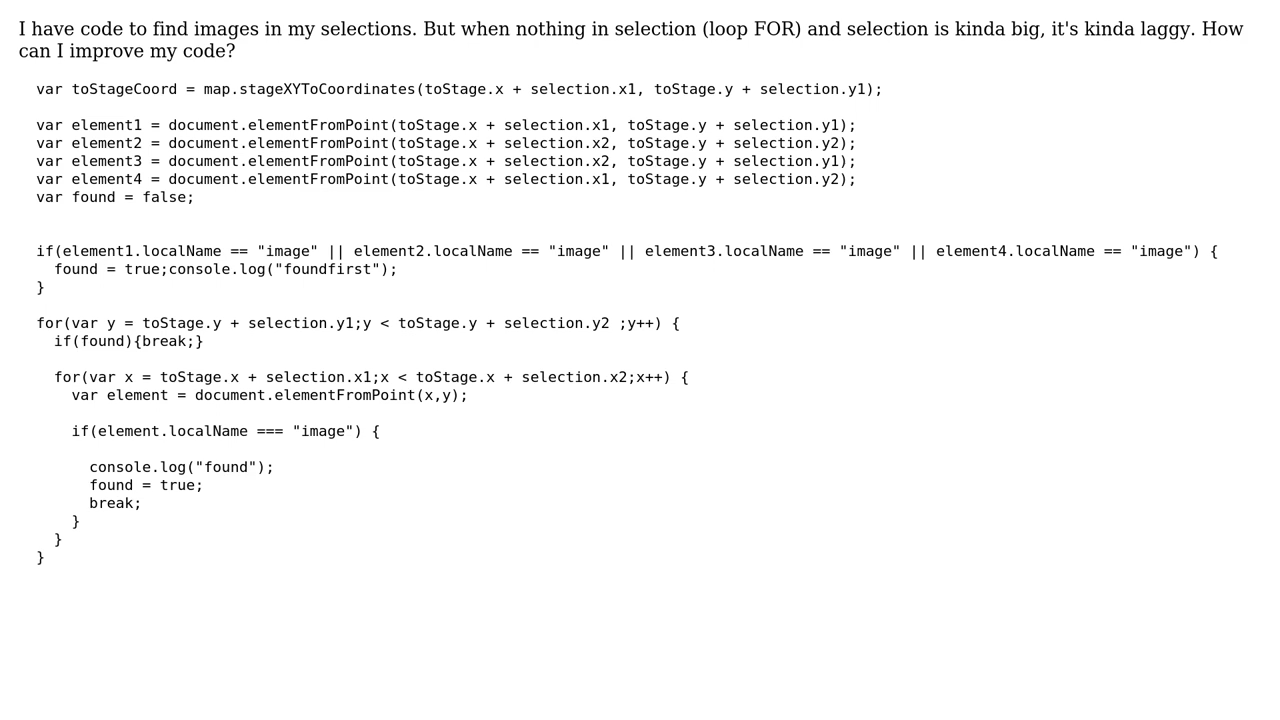 I have code to find images in my selections. But when nothing in selection (loop FOR) and selection is kinda big, it's kinda laggy. How
can I improve my code?
var toStageCoord = map.stageXYToCoordinates(toStage.x + selection.x1, toStage.y + selection.y1);
var element1 = document.elementFromPoint(toStage.x + selection.x1, toStage.y + selection.y1);
var element2 = document.elementFromPoint(toStage.x + selection.x2, toStage.y + selection.y2);
var element3 = document.elementFromPoint(toStage.x + selection.x2, toStage.y + selection.y1);
var element4 = document.elementFromPoint(toStage.x + selection.x1, toStage.y + selection.y2);
var found = false;
if(element1.localName == "image" || element2.localName == "image" || element3.localName == "image" || element4.localName == "image") {
found = true;console.log("foundfirst");
}
for(var y = toStage.y + selection.y1;y < toStage.y + selection.y2 ;y++) {
if(found){break;}
for(var x = toStage.x + selection.x1;x < toStage.x + selection.x2;x++) {
var element = document.elementFromPoint(x,y);
if(element.localName === "image") {
console.log("found");
found = true;
break;
}
}
}